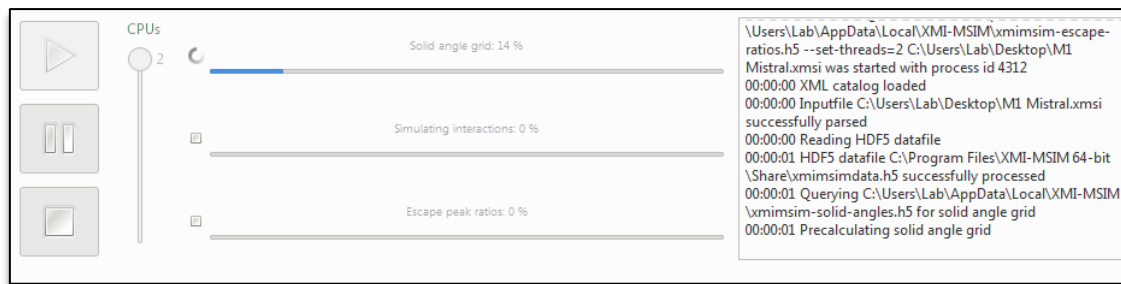 CPUs
2
Solid angle grid: 14 %
Simulating interactions: 0 %
Escape peak ratios: 0 %
\Users\Lab\AppData\Local\XMI-MSIM\xmimsim-escape-
ratios.h5 --set-threads=2 C:\Users\Lab\Desktop\M1
Mistral.xmsi was started with process id 4312
00:00:00 XML catalog loaded
00:00:00 Inputfile C:\Users\Lab\Desktop\M1 Mistral.xmsi
successfully parsed
00:00:00 Reading HDF5 datafile
00:00:01 HDF5 datafile C:\Program Files\XMI-MSIM 64-bit
\Share\xmimsimdata.h5 successfully processed
00:00:01 Querying C:\Users\Lab\AppData\Local\XMI-MSIM
\xmimsim-solid-angles.h5 for solid angle grid
00:00:01 Precalculating solid angle grid